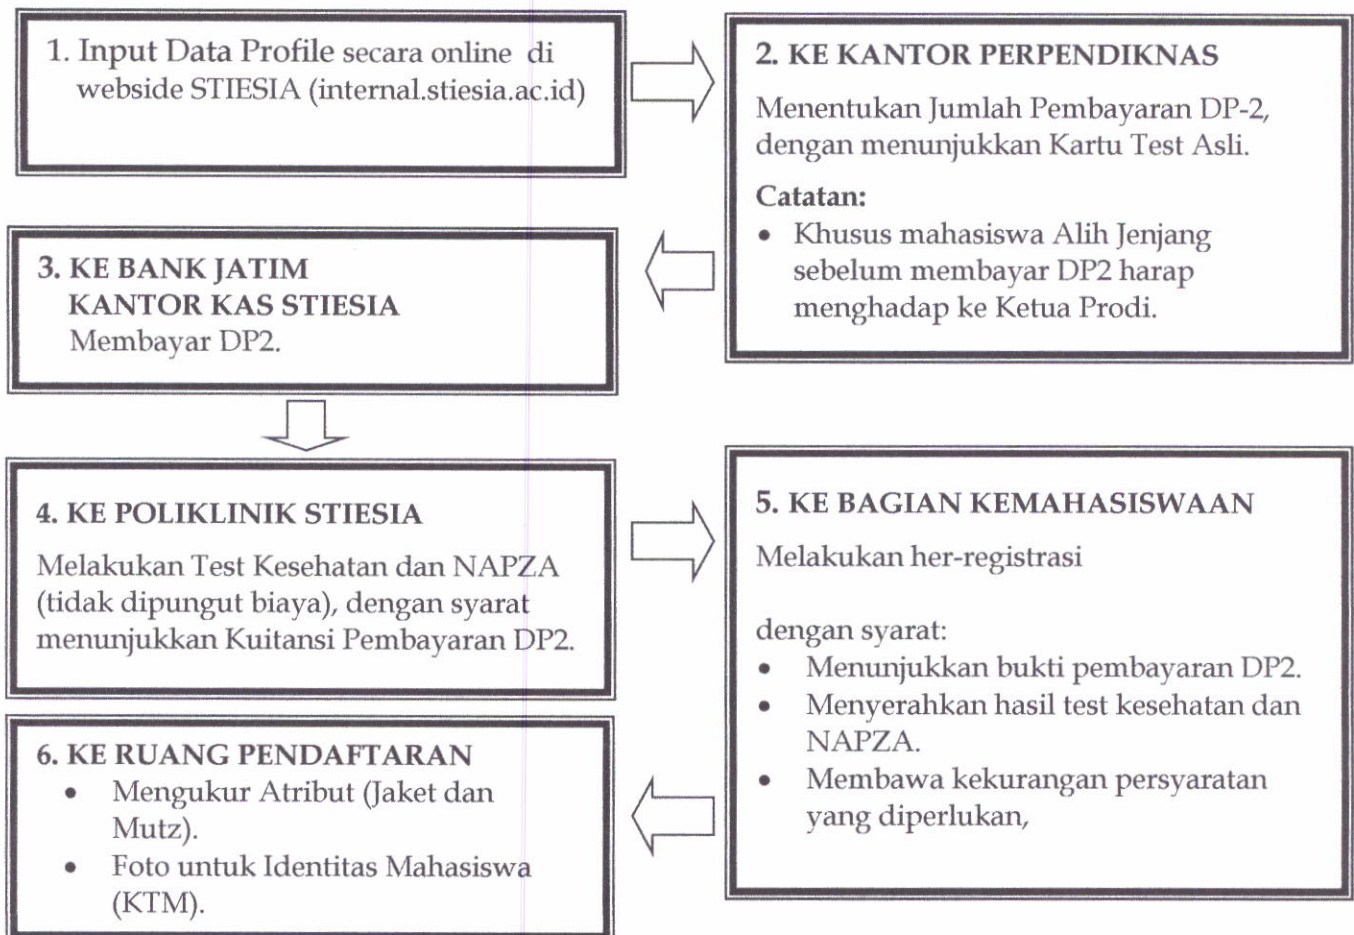 1. Input Data Profile secara online di
webside STIESIA (internal.stiesia.ac.id)
2. KE KANTOR PERPENDIKNAS
Menentukan Jumlah Pembayaran DP-2,
dengan menunjukkan Kartu Test Asli.
Catatan:
• Khusus mahasiswa Alih Jenjang
sebelum membayar DP2 harap
menghadap ke Ketua Prodi.
3. KE BANK JATIM
KANTOR KAS STIESIA
Membayar DP2.
4. KE POLIKLINIK STIESIA
Melakukan Test Kesehatan dan NAPZA
(tidak dipungut biaya), dengan syarat
menunjukkan Kuitansi Pembayaran DP2.
5. KE BAGIAN KEMAHASISWAAN
Melakukan her-registrasi
dengan syarat:
• Menunjukkan bukti pembayaran DP2.
• Menyerahkan hasil test kesehatan dan
NAPZA.
• Membawa kekurangan persyaratan
yang diperlukan,
6. KE RUANG PENDAFTARAN
• Mengukur Atribut (Jaket dan
Mutz).
• Foto untuk Identitas Mahasiswa
(KTM).